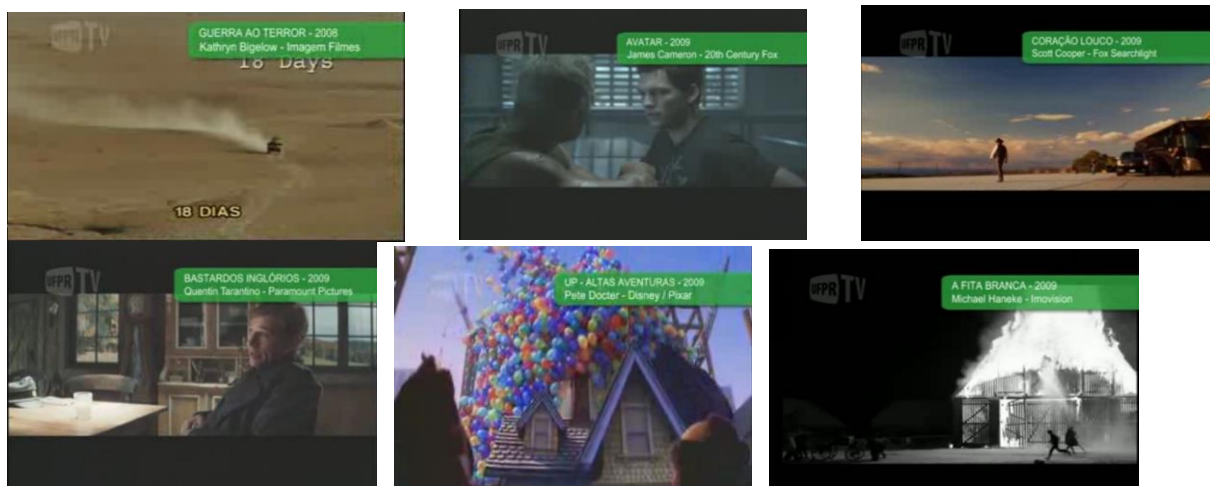 UFPR TV
GUERRA AO TERROR - 2008
Kathryn Bigelow - Imagem Filmes
18 Days
18 DIAS
UFPR TV
AVATAR - 2009
James Cameron - 20th Century Fox
UFPR TV
CORAÇÃO LOUCO - 2009
Scott Cooper - Fox Searchlight
UFPR TV
BASTARDOS INGLÓRIOS - 2009
Quentin Tarantino - Paramount Pictures
UFPR TV
UP - ALTAS AVENTURAS - 2009
Pete Docter - Disney / Pixar
UFPR TV
A FITA BRANCA - 2009
Michael Haneke - Imovision